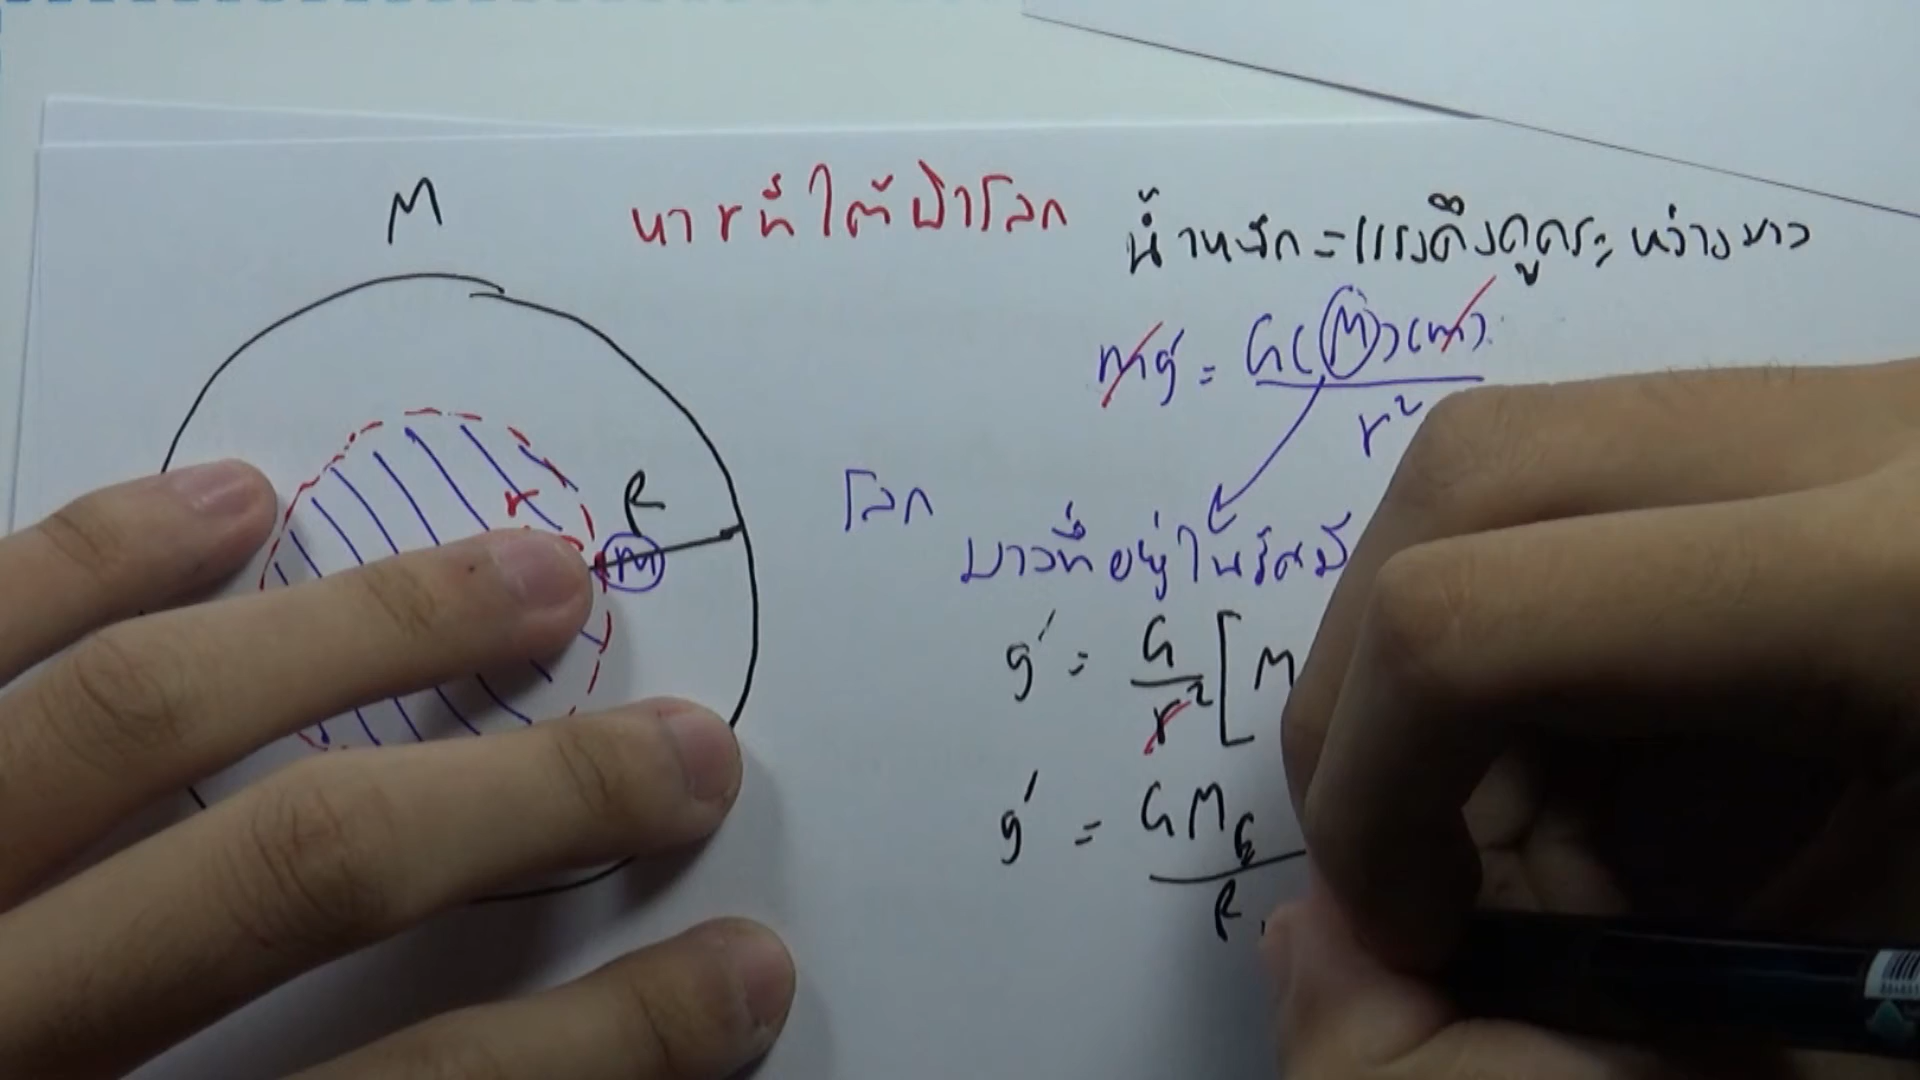 M
หา r ที่ใต้ผิวโลก
น้ำหนัก = แรงดึงดูดระหว่างมวล
mg' = G(M)(m)
r²
R
r
m
โลก
มวลที่อยู่ในรัศมี
g' = G [M
r²
g' = GM
R